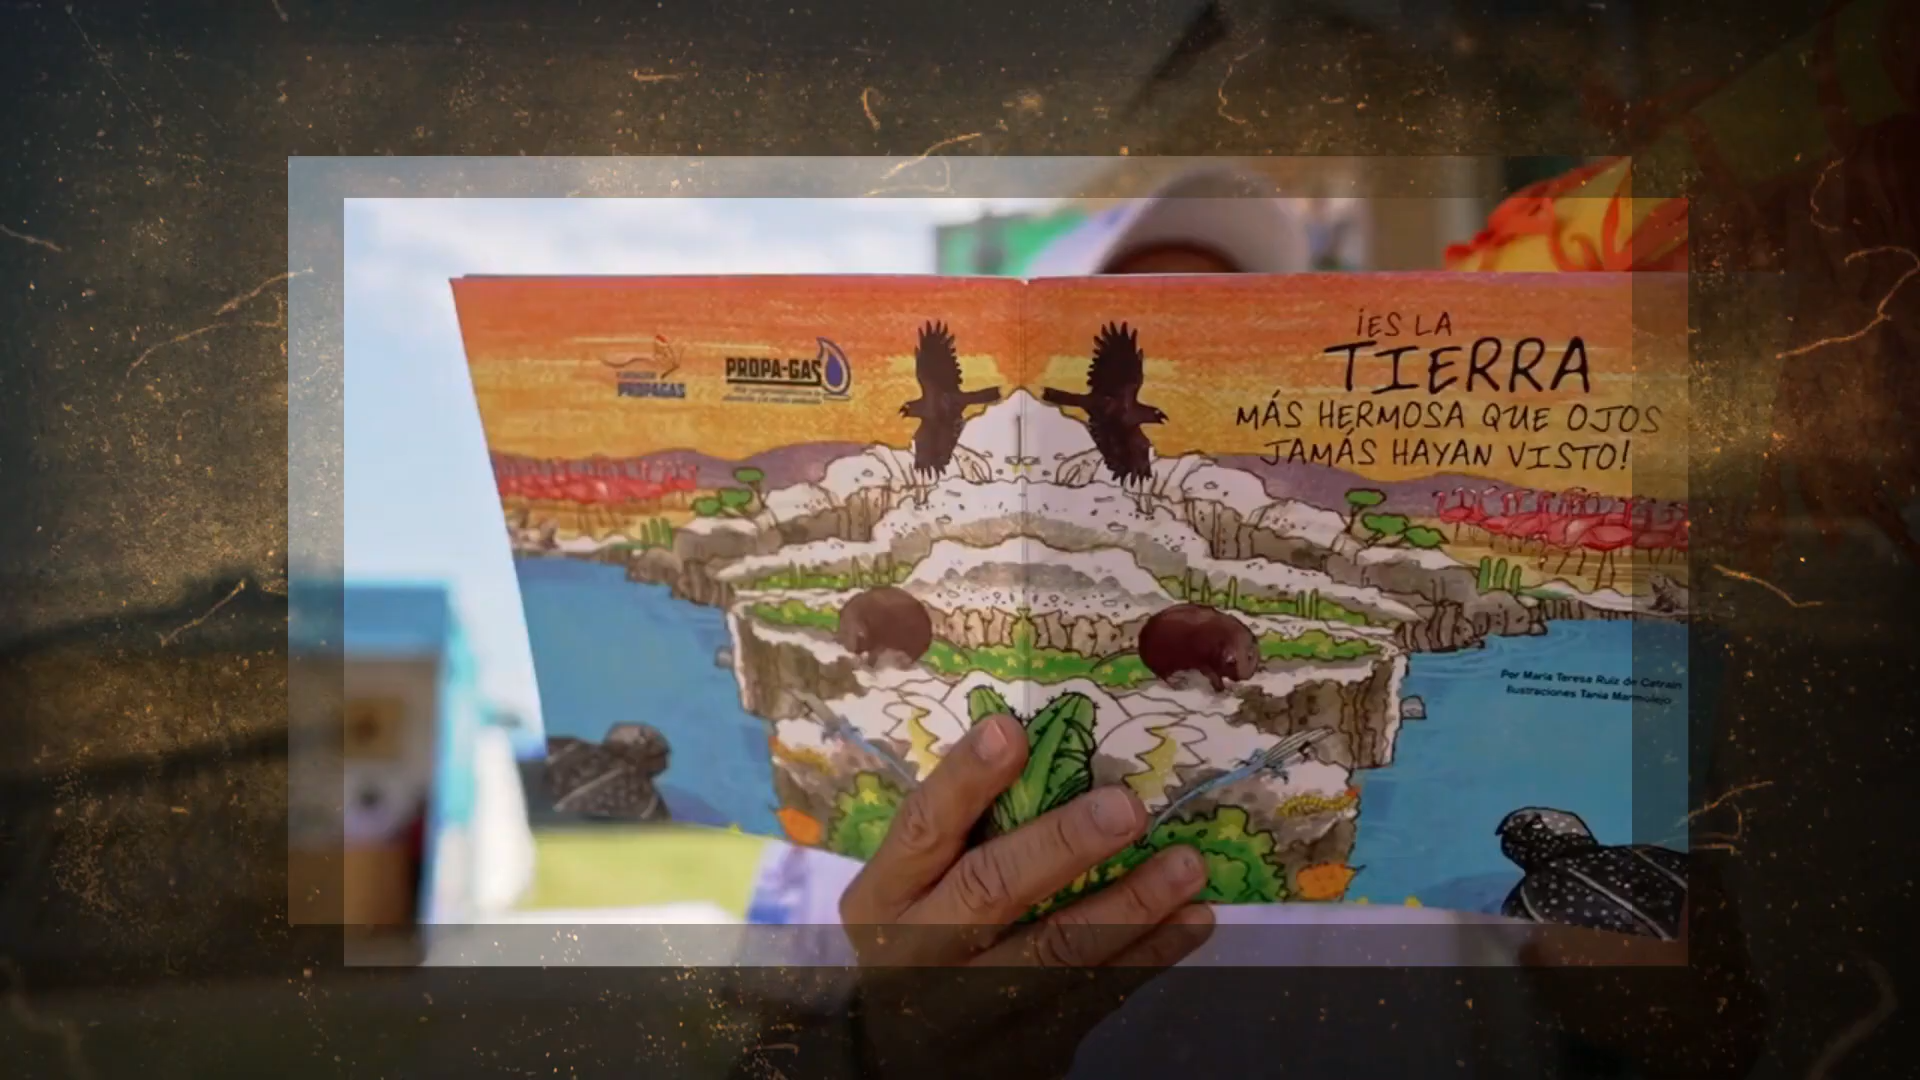 FUNDACIÓN
PROPAGAS
PROPA-GAS
¡ES LA
TIERRA
MÁS HERMOSA QUE OJOS
JAMÁS HAYAN VISTO!
Por María Teresa Ruiz de Catrain
Ilustraciones Tania Marmolejo